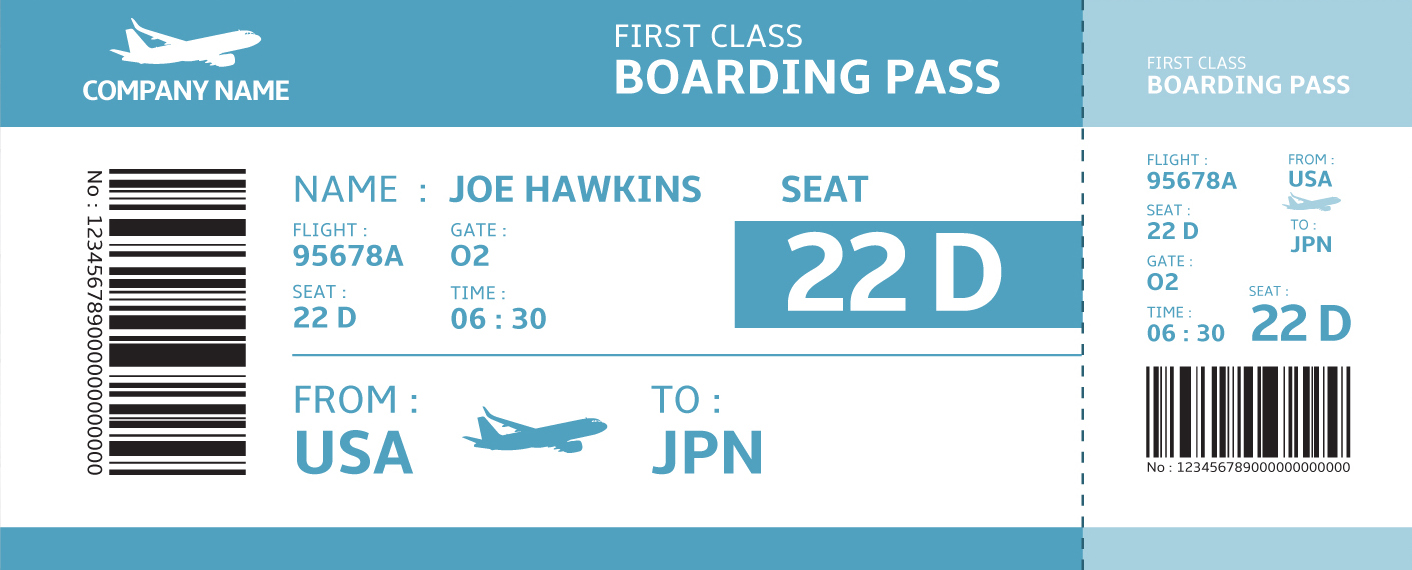 COMPANY NAME
FIRST CLASS
BOARDING PASS
No : 123456789000000000000
NAME : JOE HAWKINS
SEAT
FLIGHT :
95678A
GATE :
O2
22 D
SEAT :
22 D
TIME :
06 : 30
FROM :
USA
TO :
JPN
FIRST CLASS
BOARDING PASS
FLIGHT :
95678A
FROM :
USA
SEAT :
22 D
TO :
JPN
GATE :
O2
TIME :
06 : 30
SEAT :
22 D
No : 123456789000000000000